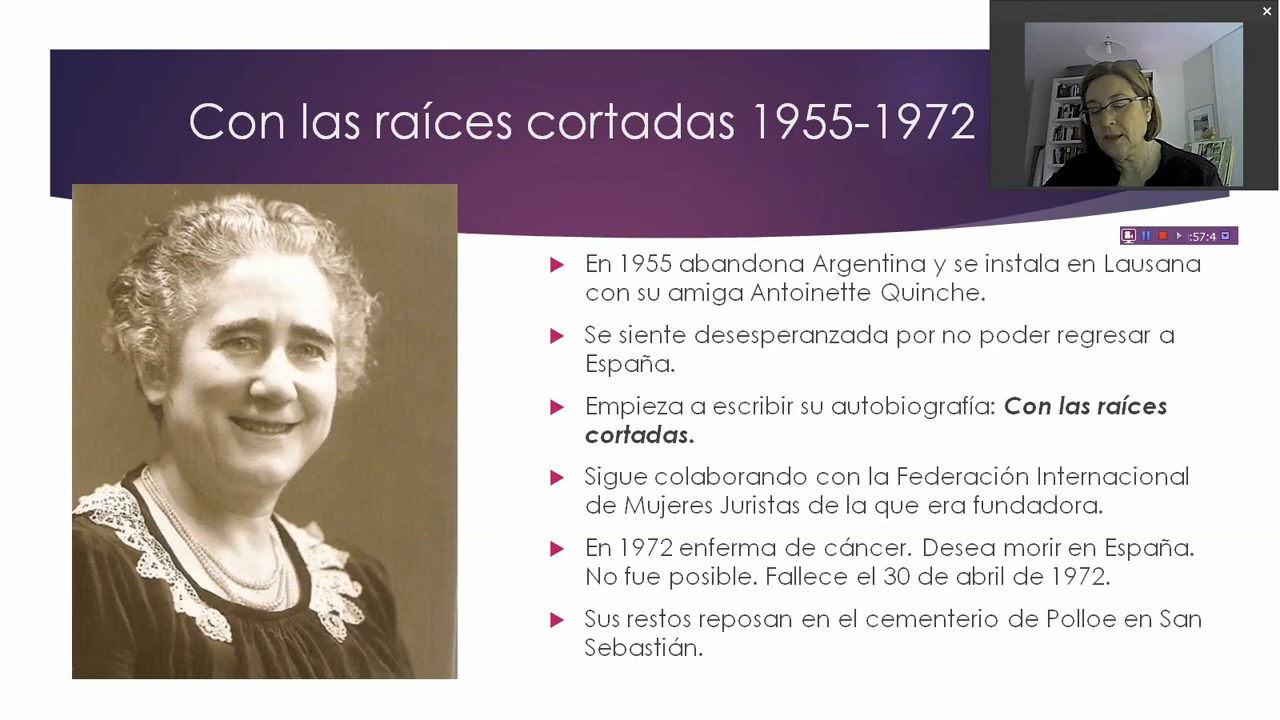 Con las raíces cortadas 1955-1972
:57:4
En 1955 abandona Argentina y se instala en Lausana
con su amiga Antoinette Quinche.
Se siente desesperanzada por no poder regresar a
España.
Empieza a escribir su autobiografía: Con las raíces
cortadas.
Sigue colaborando con la Federación Internacional
de Mujeres Juristas de la que era fundadora.
En 1972 enferma de cáncer. Desea morir en España.
No fue posible. Fallece el 30 de abril de 1972.
Sus restos reposan en el cementerio de Polloe en San
Sebastián.